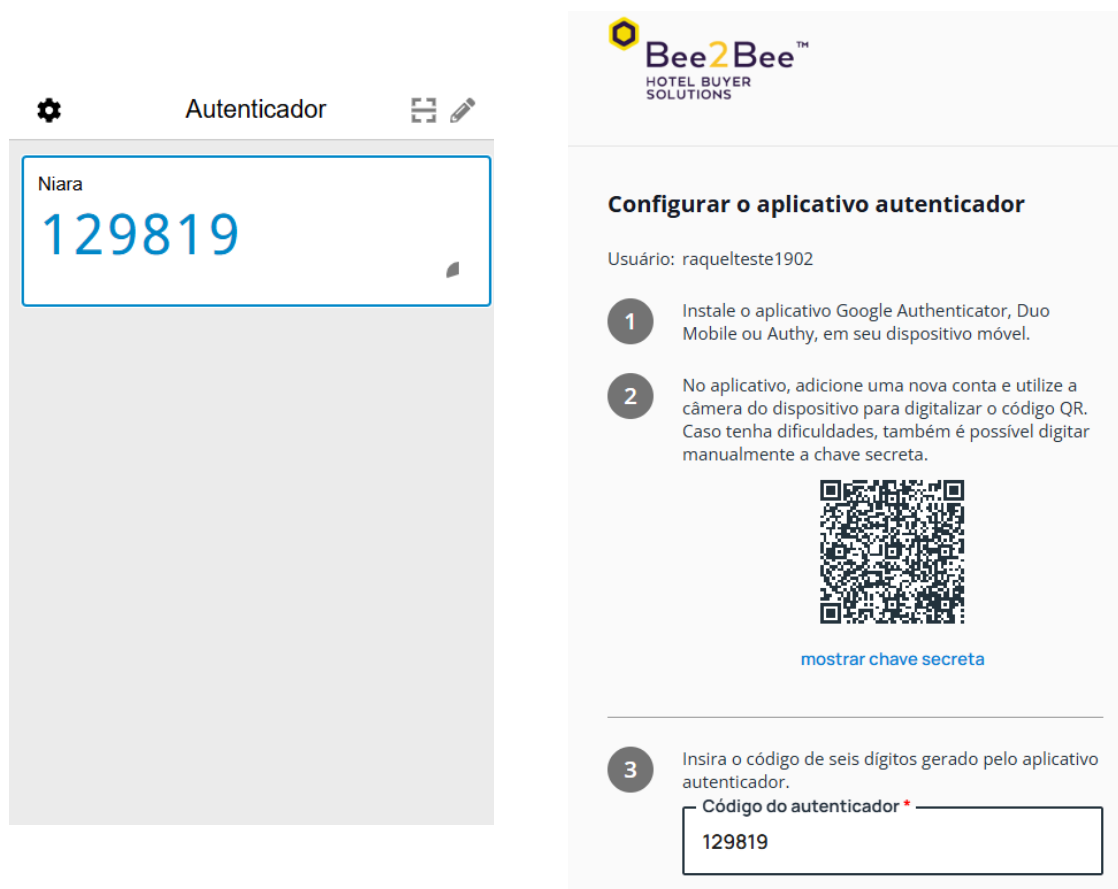 Autenticador
Niara
129819
Bee2Bee™
HOTEL BUYER
SOLUTIONS
Configurar o aplicativo autenticador
Usuário: raquelteste1902
1
Instale o aplicativo Google Authenticator, Duo
Mobile ou Authy, em seu dispositivo móvel.
2
No aplicativo, adicione uma nova conta e utilize a
câmera do dispositivo para digitalizar o código QR.
Caso tenha dificuldades, também é possível digitar
manualmente a chave secreta.
mostrar chave secreta
3
Insira o código de seis dígitos gerado pelo aplicativo
autenticador.
Código do autenticador *
129819